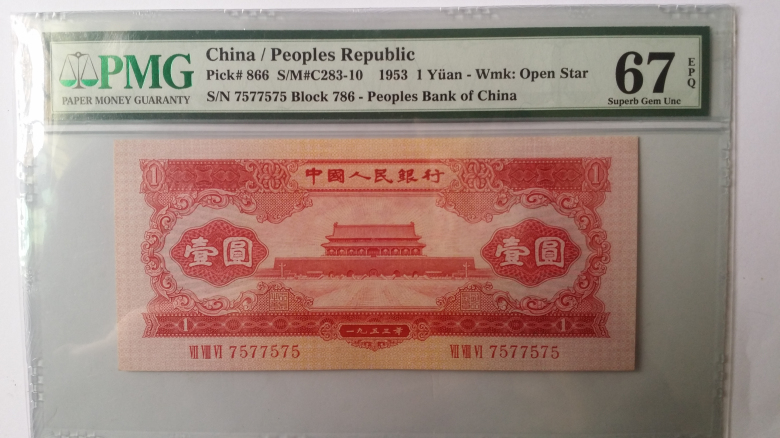 PMG
PAPER MONEY GUARANTY
China / Peoples Republic
Pick# 866 S/M#C283-10 1953 1 Yüan - Wmk: Open Star
S/N 7577575 Block 786 - Peoples Bank of China
67 EPQ
Superb Gem Unc
1 中國人民銀行 1
壹圓 壹圓
1 一九五三年 1
VII VIII VI 7577575 VII VIII VI 7577575